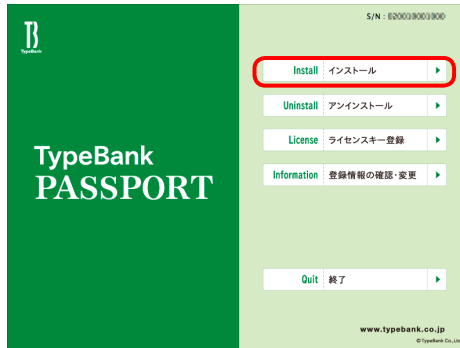 S/N :
TB
TypeBank
Install インストール
Uninstall アンインストール
License ライセンスキー登録
Information 登録情報の確認・変更
TypeBank
PASSPORT
Quit 終了
www.typebank.co.jp
© TypeBank Co., Ltd